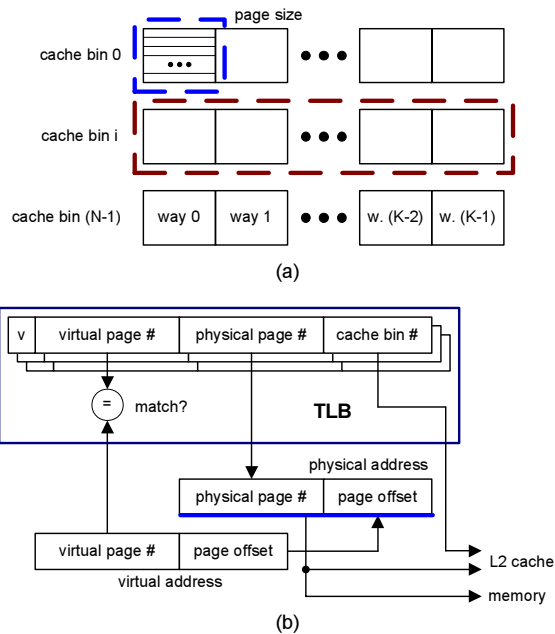 page size
cache bin 0
cache bin i
cache bin (N-1) way 0 way 1 w. (K-2) w. (K-1)
(a)
v virtual page # physical page # cache bin #
= match?
TLB
physical address
physical page # page offset
virtual page # page offset
virtual address
L2 cache
memory
(b)